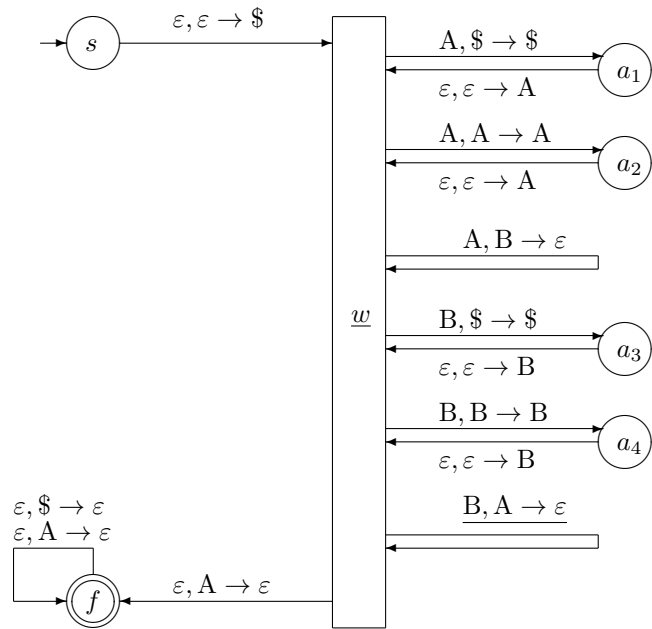 ε, ε → $
s
A, $ → $
a₁
ε, ε → A
A, A → A
a₂
ε, ε → A
A, B → ε
w
B, $ → $
a₃
ε, ε → B
B, B → B
a₄
ε, ε → B
B, A → ε
ε, $ → ε
ε, A → ε
ε, A → ε
f